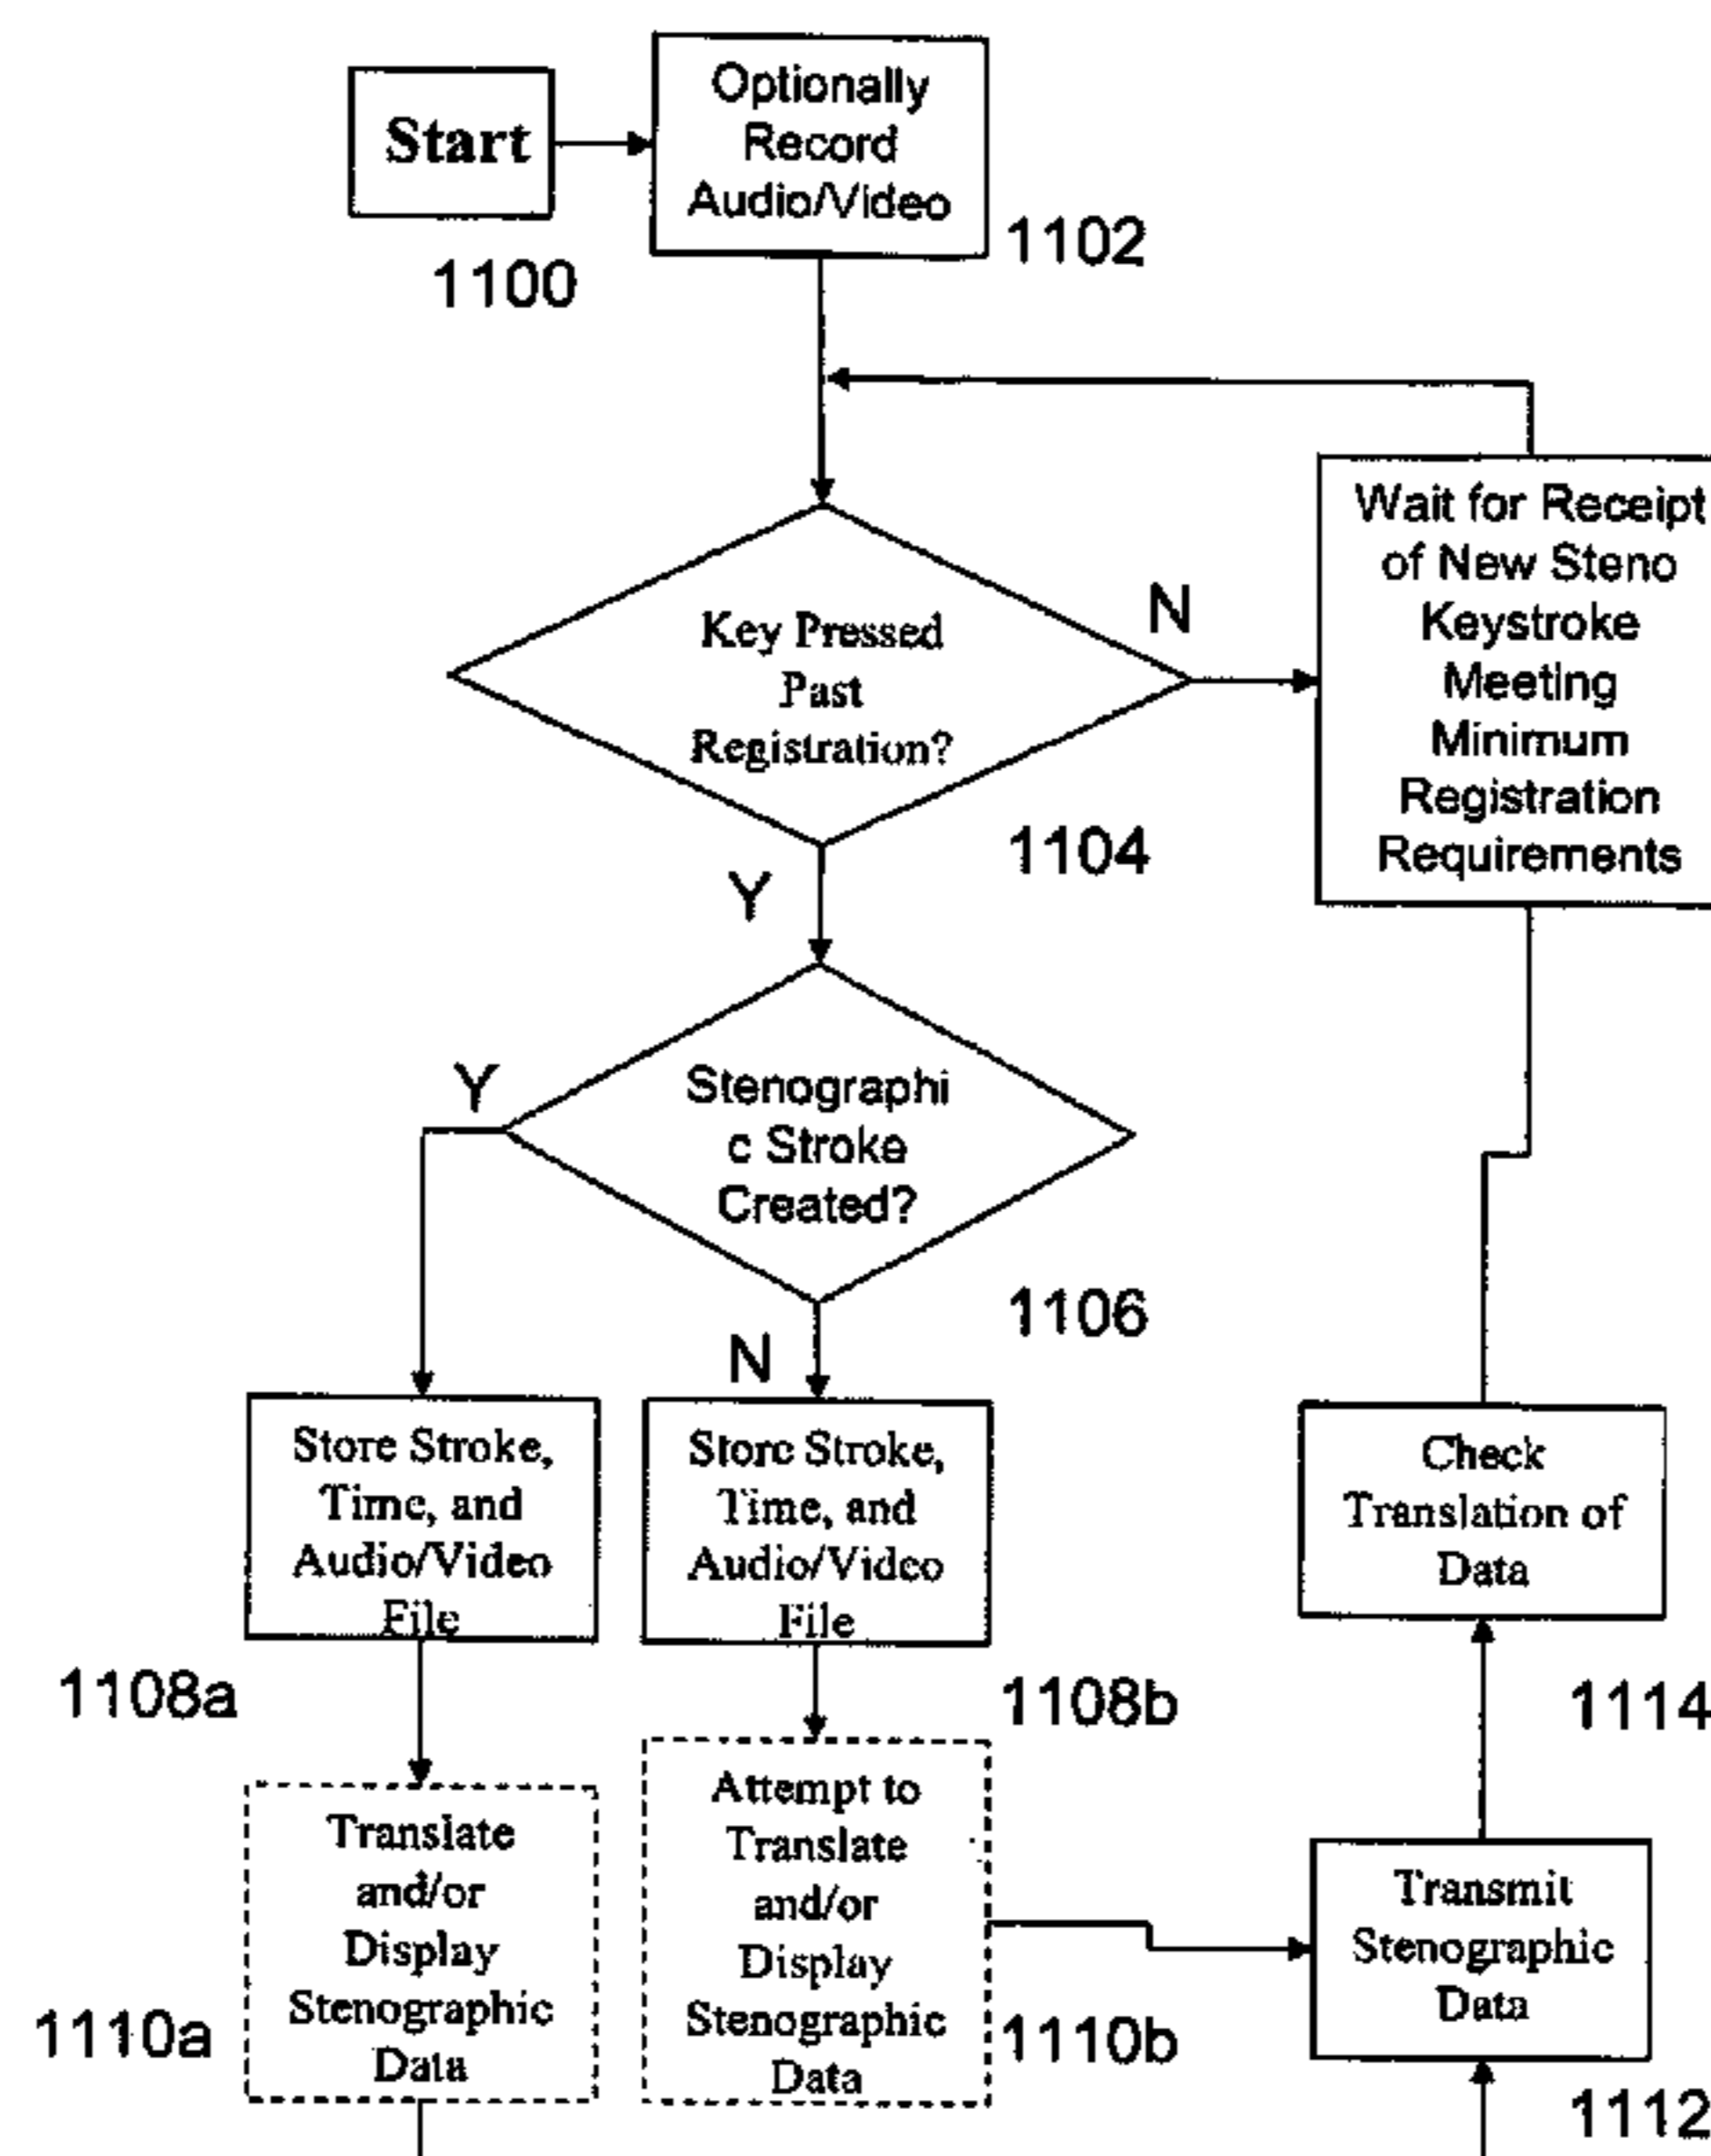 Start
1100
Optionally
Record
Audio/Video
1102
Key Pressed
Past
Registration?
1104
N
Y
Wait for Receipt
of New Steno
Keystroke
Meeting
Minimum
Registration
Requirements
Stenographi
c Stroke
Created?
1106
Y
N
Store Stroke,
Time, and
Audio/Video
File
1108a
Store Stroke,
Time, and
Audio/Video
File
1108b
Translate
and/or
Display
Stenographic
Data
1110a
Attempt to
Translate
and/or
Display
Stenographic
Data
1110b
Check
Translation of
Data
1114
Transmit
Stenographic
Data
1112